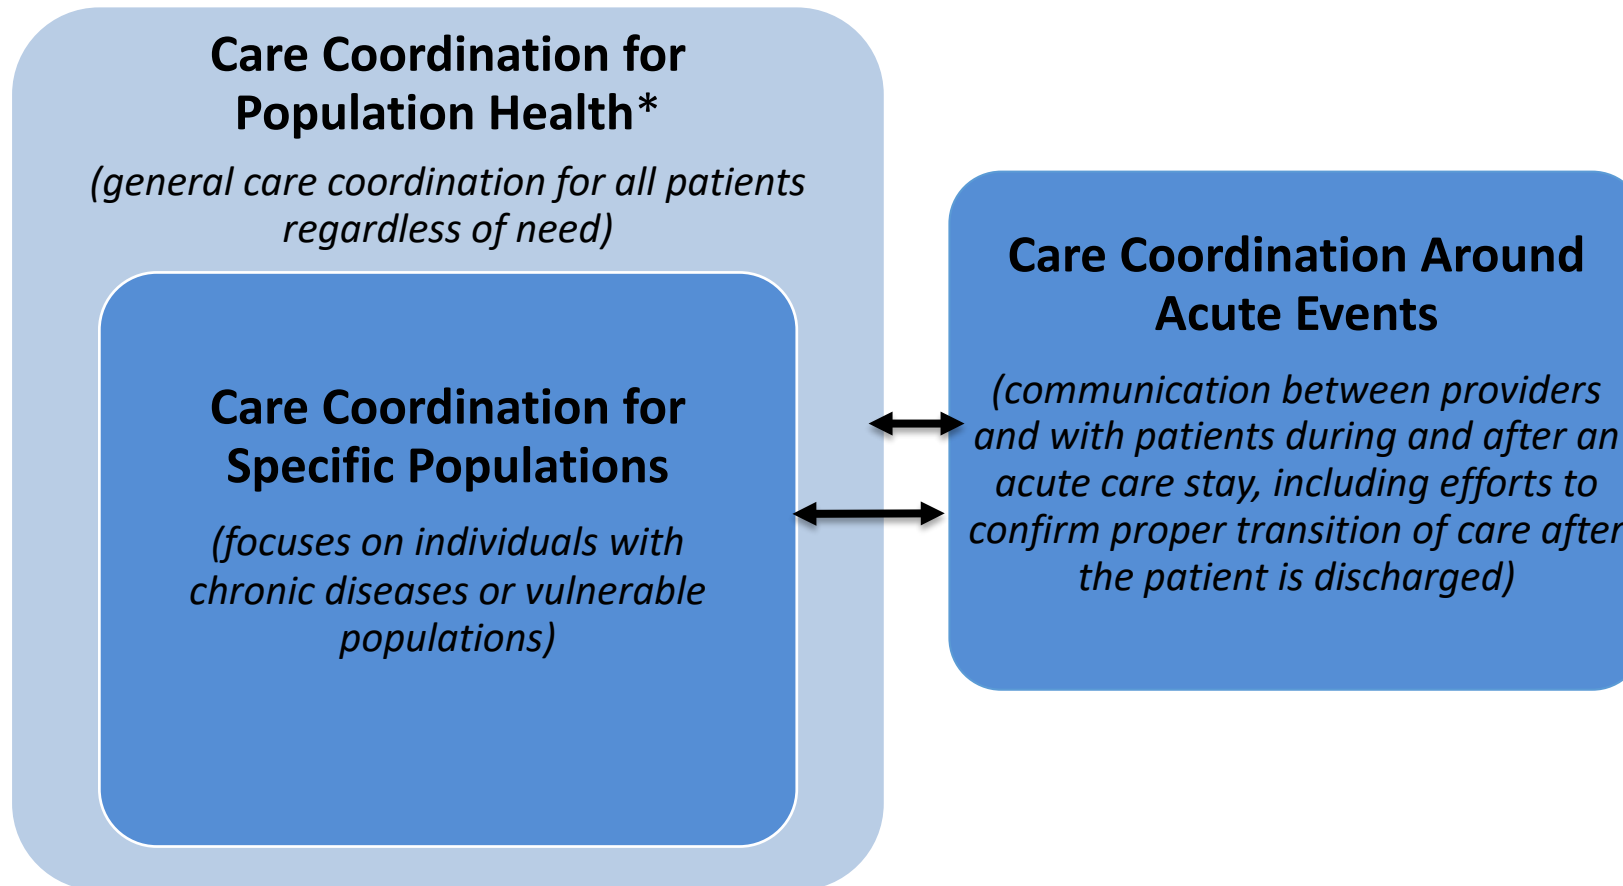 Care Coordination for
Population Health*
(general care coordination for all patients
regardless of need)
Care Coordination for
Specific Populations
(focuses on individuals with
chronic diseases or vulnerable
populations)
Care Coordination Around
Acute Events
(communication between providers
and with patients during and after an
acute care stay, including efforts to
confirm proper transition of care after
the patient is discharged)